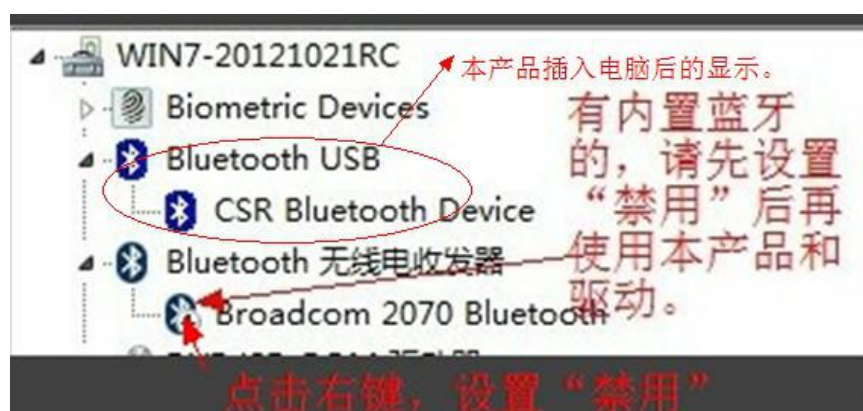 WIN7-20121021RC
本产品插入电脑后的显示。
Biometric Devices
Bluetooth USB
CSR Bluetooth Device
有内置蓝牙
的，请先设置
“禁用”后再
使用本产品和
驱动。
Bluetooth 无线电收发器
Broadcom 2070 Bluetooth
点击右键，设置“禁用”